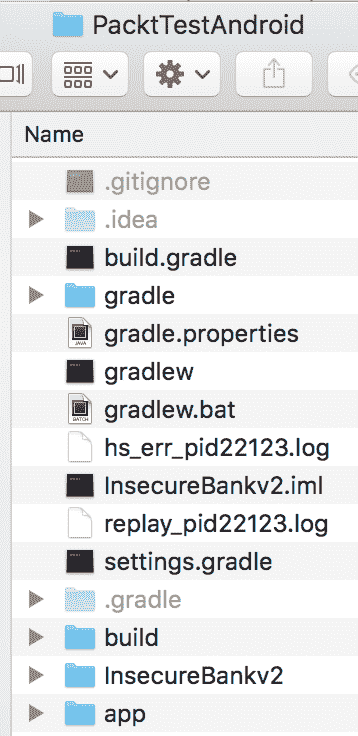 PacktTestAndroid
Name
.gitignore
.idea
build.gradle
gradle
gradle.properties
gradlew
gradlew.bat
hs_err_pid22123.log
InsecureBankv2.iml
replay_pid22123.log
settings.gradle
.gradle
build
InsecureBankv2
app